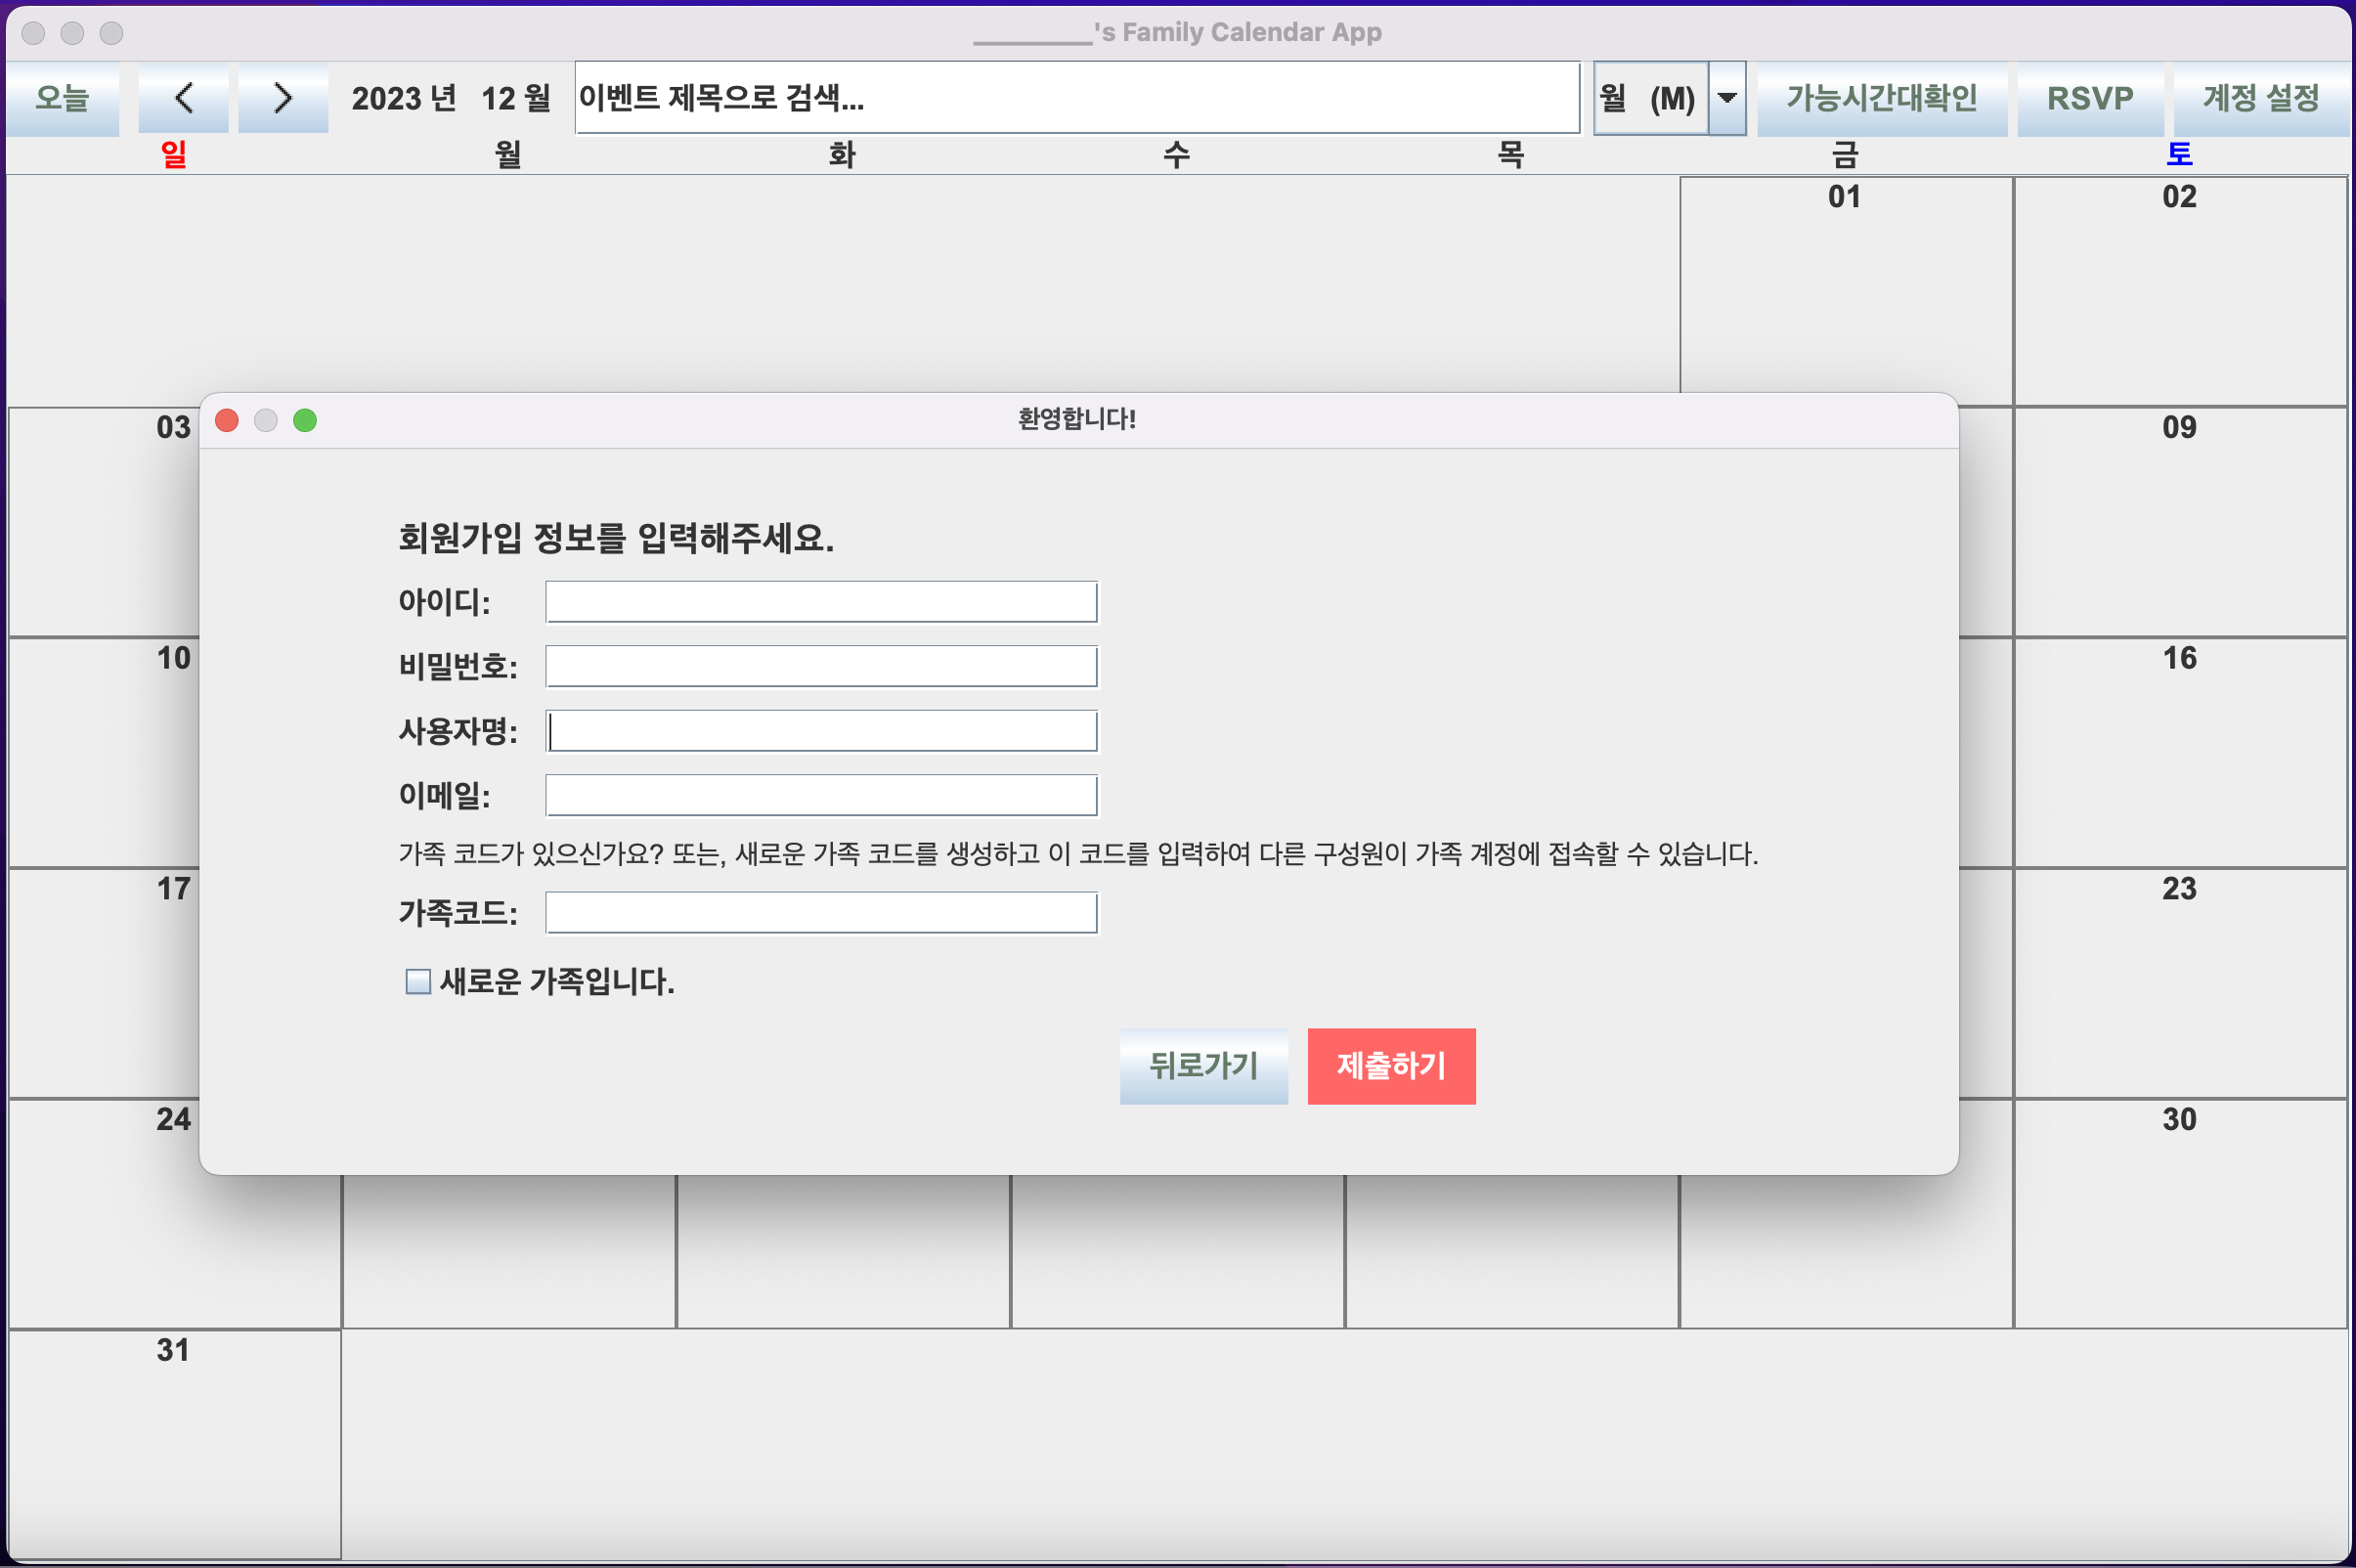 ________'s Family Calendar App
오늘 < > 2023 년 12 월 이벤트 제목으로 검색... 월 (M) 가능시간대확인 RSVP 계정 설정
일 월 화 수 목 금 토
01 02
03 09
환영합니다!
회원가입 정보를 입력해주세요.
아이디:
비밀번호:
10 16
사용자명:
이메일:
가족 코드가 있으신가요? 또는, 새로운 가족 코드를 생성하고 이 코드를 입력하여 다른 구성원이 가족 계정에 접속할 수 있습니다.
17 23
가족코드:
새로운 가족입니다.
뒤로가기 제출하기
24 30
31